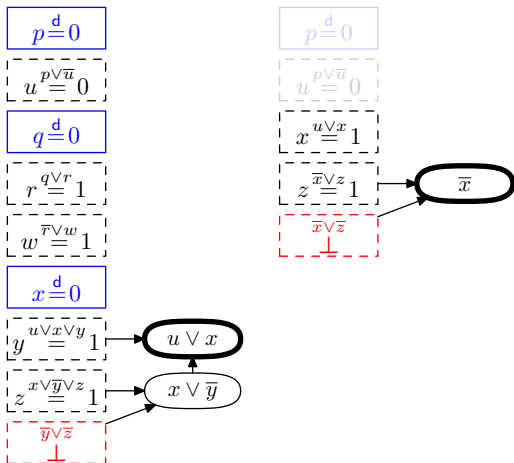 p =ᵈ 0
u =^{p∨u̅} 0
q =ᵈ 0
r =^{q∨r} 1
w =^{r̅∨w} 1
x =ᵈ 0
y =^{u∨x∨y} 1
u ∨ x
z =^{x∨y̅∨z} 1
x ∨ y̅
y̅∨z̅
⊥
p =ᵈ 0
u =^{p∨u̅} 0
x =^{u∨x} 1
z =^{x̅∨z} 1
x̅
x̅∨z̅
⊥